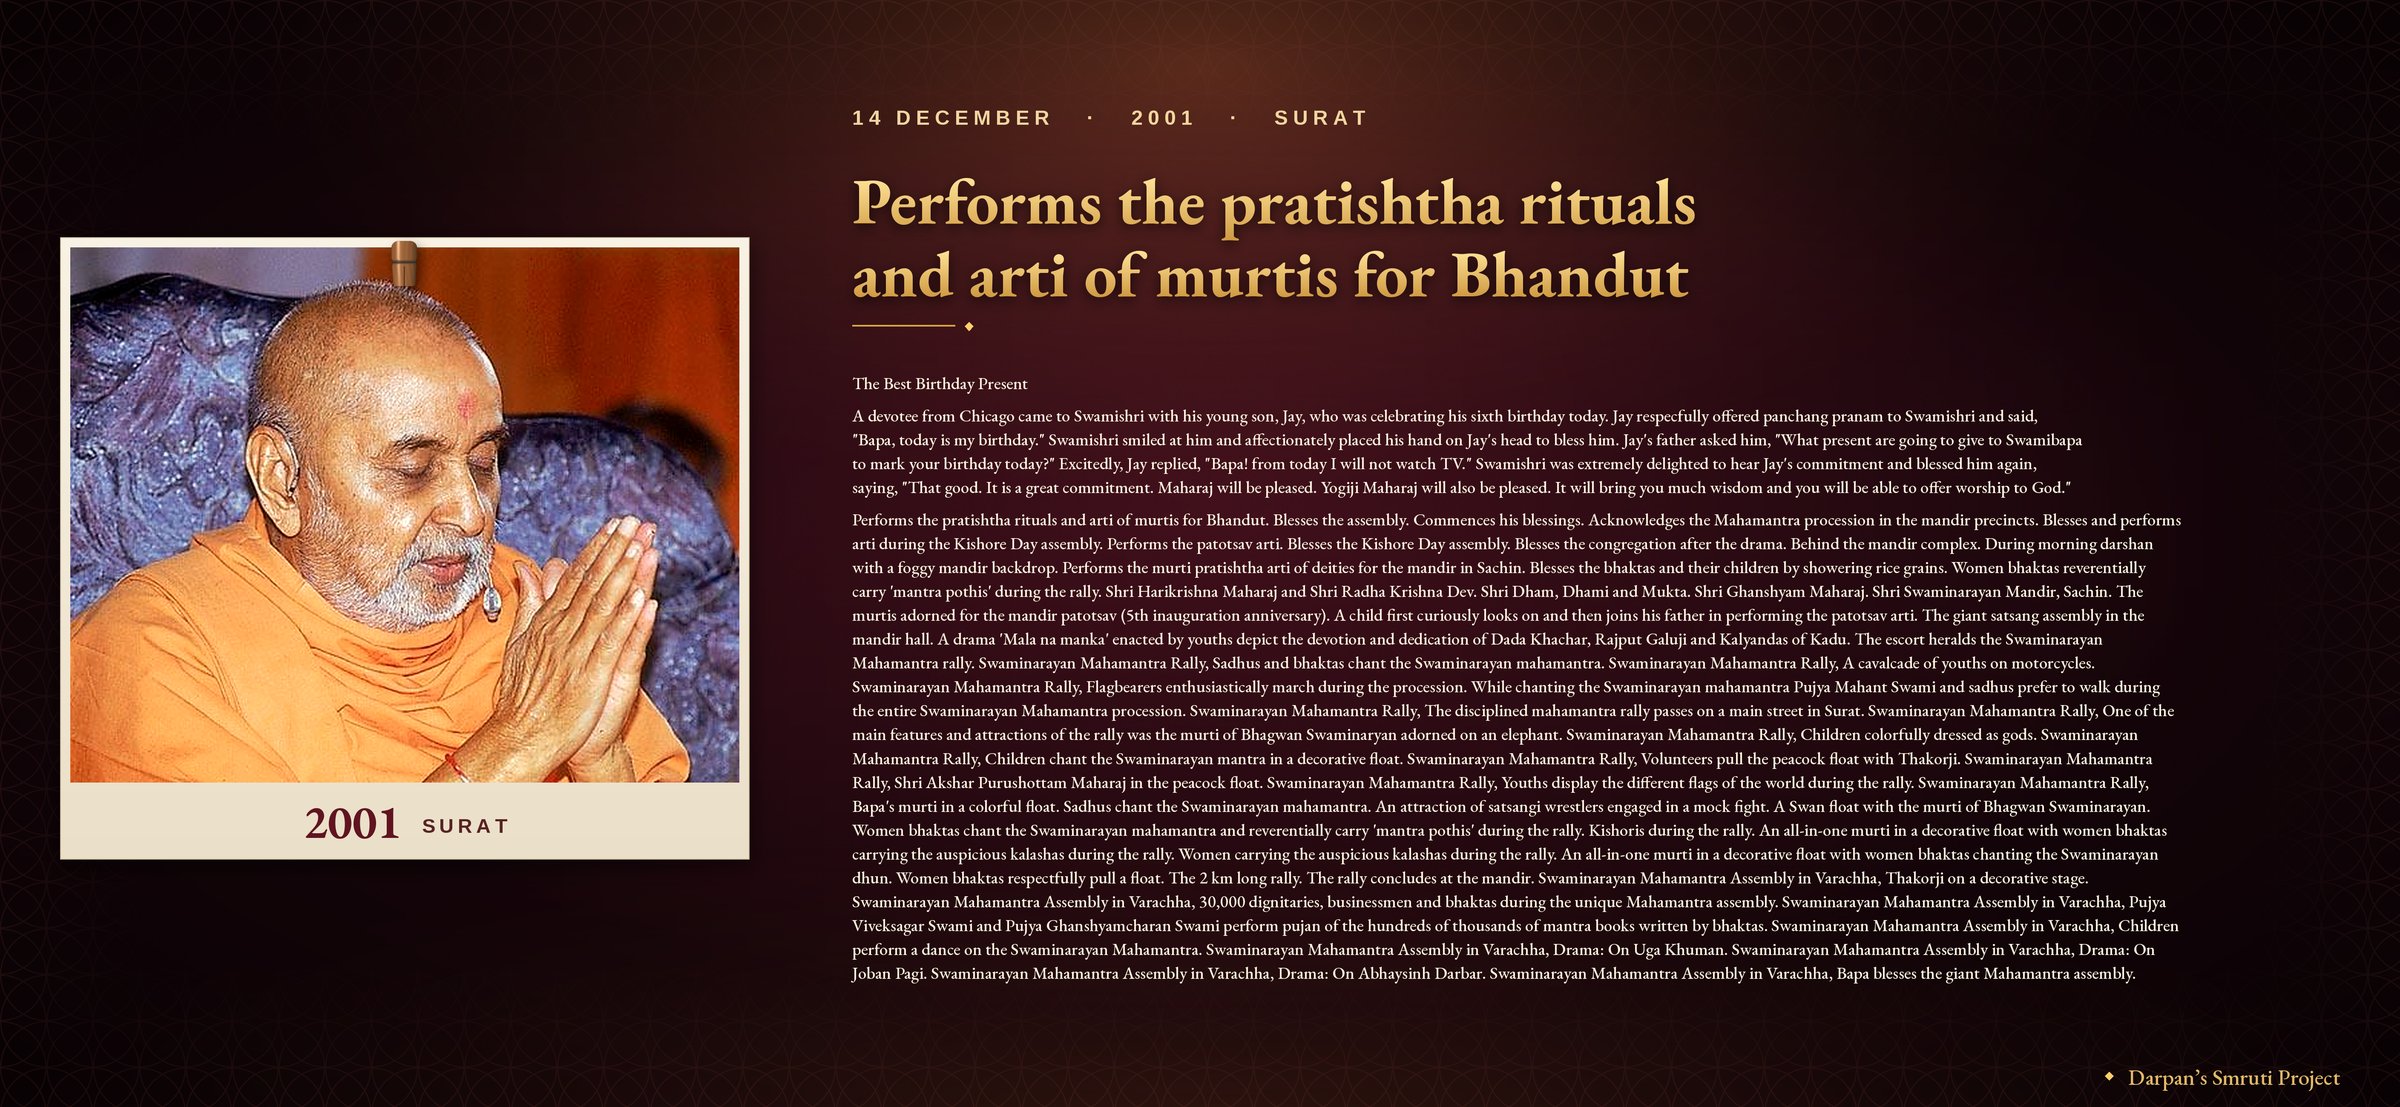 14 DECEMBER · 2001 · SURAT
Performs the pratishtha rituals
and arti of murtis for Bhandut
The Best Birthday Present
A devotee from Chicago came to Swamishri with his young son, Jay, who was celebrating his sixth birthday today. Jay respecfully offered panchang pranam to Swamishri and said,
"Bapa, today is my birthday." Swamishri smiled at him and affectionately placed his hand on Jay's head to bless him. Jay's father asked him, "What present are going to give to Swamibapa
to mark your birthday today?" Excitedly, Jay replied, "Bapa! from today I will not watch TV." Swamishri was extremely delighted to hear Jay's commitment and blessed him again,
saying, "That good. It is a great commitment. Maharaj will be pleased. Yogiji Maharaj will also be pleased. It will bring you much wisdom and you will be able to offer worship to God."
Performs the pratishtha rituals and arti of murtis for Bhandut. Blesses the assembly. Commences his blessings. Acknowledges the Mahamantra procession in the mandir precincts. Blesses and performs
arti during the Kishore Day assembly. Performs the patotsav arti. Blesses the Kishore Day assembly. Blesses the congregation after the drama. Behind the mandir complex. During morning darshan
with a foggy mandir backdrop. Performs the murti pratishtha arti of deities for the mandir in Sachin. Blesses the bhaktas and their children by showering rice grains. Women bhaktas reverentially
carry 'mantra pothis' during the rally. Shri Harikrishna Maharaj and Shri Radha Krishna Dev. Shri Dham, Dhami and Mukta. Shri Ghanshyam Maharaj. Shri Swaminarayan Mandir, Sachin. The
murtis adorned for the mandir patotsav (5th inauguration anniversary). A child first curiously looks on and then joins his father in performing the patotsav arti. The giant satsang assembly in the
mandir hall. A drama 'Mala na manka' enacted by youths depict the devotion and dedication of Dada Khachar, Rajput Galuji and Kalyandas of Kadu. The escort heralds the Swaminarayan
Mahamantra rally. Swaminarayan Mahamantra Rally, Sadhus and bhaktas chant the Swaminarayan mahamantra. Swaminarayan Mahamantra Rally, A cavalcade of youths on motorcycles.
Swaminarayan Mahamantra Rally, Flagbearers enthusiastically march during the procession. While chanting the Swaminarayan mahamantra Pujya Mahant Swami and sadhus prefer to walk during
the entire Swaminarayan Mahamantra procession. Swaminarayan Mahamantra Rally, The disciplined mahamantra rally passes on a main street in Surat. Swaminarayan Mahamantra Rally, One of the
main features and attractions of the rally was the murti of Bhagwan Swaminaryan adorned on an elephant. Swaminarayan Mahamantra Rally, Children colorfully dressed as gods. Swaminarayan
Mahamantra Rally, Children chant the Swaminarayan mantra in a decorative float. Swaminarayan Mahamantra Rally, Volunteers pull the peacock float with Thakorji. Swaminarayan Mahamantra
Rally, Shri Akshar Purushottam Maharaj in the peacock float. Swaminarayan Mahamantra Rally, Youths display the different flags of the world during the rally. Swaminarayan Mahamantra Rally,
Bapa's murti in a colorful float. Sadhus chant the Swaminarayan mahamantra. An attraction of satsangi wrestlers engaged in a mock fight. A Swan float with the murti of Bhagwan Swaminarayan.
Women bhaktas chant the Swaminarayan mahamantra and reverentially carry 'mantra pothis' during the rally. Kishoris during the rally. An all-in-one murti in a decorative float with women bhaktas
carrying the auspicious kalashas during the rally. Women carrying the auspicious kalashas during the rally. An all-in-one murti in a decorative float with women bhaktas chanting the Swaminarayan
dhun. Women bhaktas respectfully pull a float. The 2 km long rally. The rally concludes at the mandir. Swaminarayan Mahamantra Assembly in Varachha, Thakorji on a decorative stage.
Swaminarayan Mahamantra Assembly in Varachha, 30,000 dignitaries, businessmen and bhaktas during the unique Mahamantra assembly. Swaminarayan Mahamantra Assembly in Varachha, Pujya
Viveksagar Swami and Pujya Ghanshyamcharan Swami perform pujan of the hundreds of thousands of mantra books written by bhaktas. Swaminarayan Mahamantra Assembly in Varachha, Children
perform a dance on the Swaminarayan Mahamantra. Swaminarayan Mahamantra Assembly in Varachha, Drama: On Uga Khuman. Swaminarayan Mahamantra Assembly in Varachha, Drama: On
Joban Pagi. Swaminarayan Mahamantra Assembly in Varachha, Drama: On Abhaysinh Darbar. Swaminarayan Mahamantra Assembly in Varachha, Bapa blesses the giant Mahamantra assembly.
2001 SURAT
Darpan’s Smruti Project